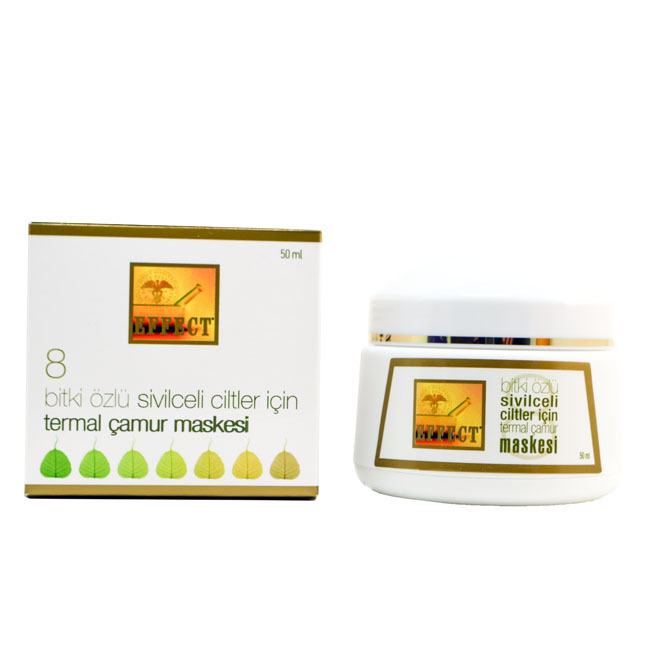 50 ml
EFFECT
8
bitki özlü sivilceli ciltler için
termal çamur maskesi
EFFECT
bitki özlü
sivilceli
ciltler için
termal çamur
maskesi
50 ml